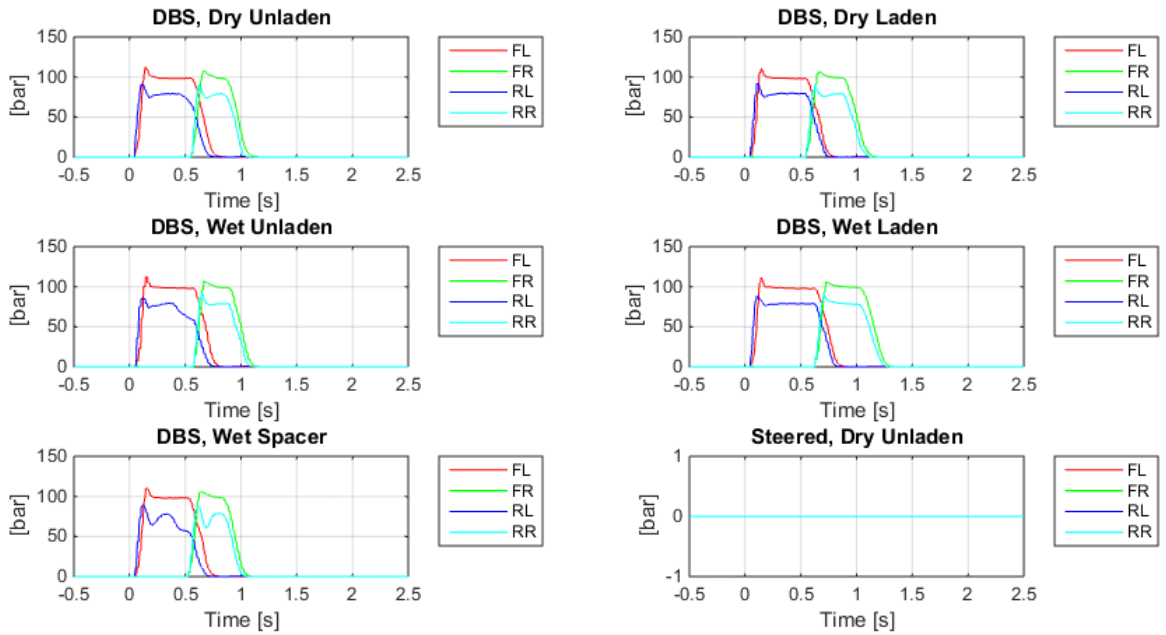 DBS, Dry Unladen
150
100
50
0
[bar]
-0.5 0 0.5 1 1.5 2 2.5
Time [s]
FL
FR
RL
RR
DBS, Dry Laden
150
100
50
0
[bar]
-0.5 0 0.5 1 1.5 2 2.5
Time [s]
FL
FR
RL
RR
DBS, Wet Unladen
150
100
50
0
[bar]
-0.5 0 0.5 1 1.5 2 2.5
Time [s]
FL
FR
RL
RR
DBS, Wet Laden
150
100
50
0
[bar]
-0.5 0 0.5 1 1.5 2 2.5
Time [s]
FL
FR
RL
RR
DBS, Wet Spacer
150
100
50
0
[bar]
-0.5 0 0.5 1 1.5 2 2.5
Time [s]
FL
FR
RL
RR
Steered, Dry Unladen
1
0
-1
[bar]
-0.5 0 0.5 1 1.5 2 2.5
Time [s]
FL
FR
RL
RR